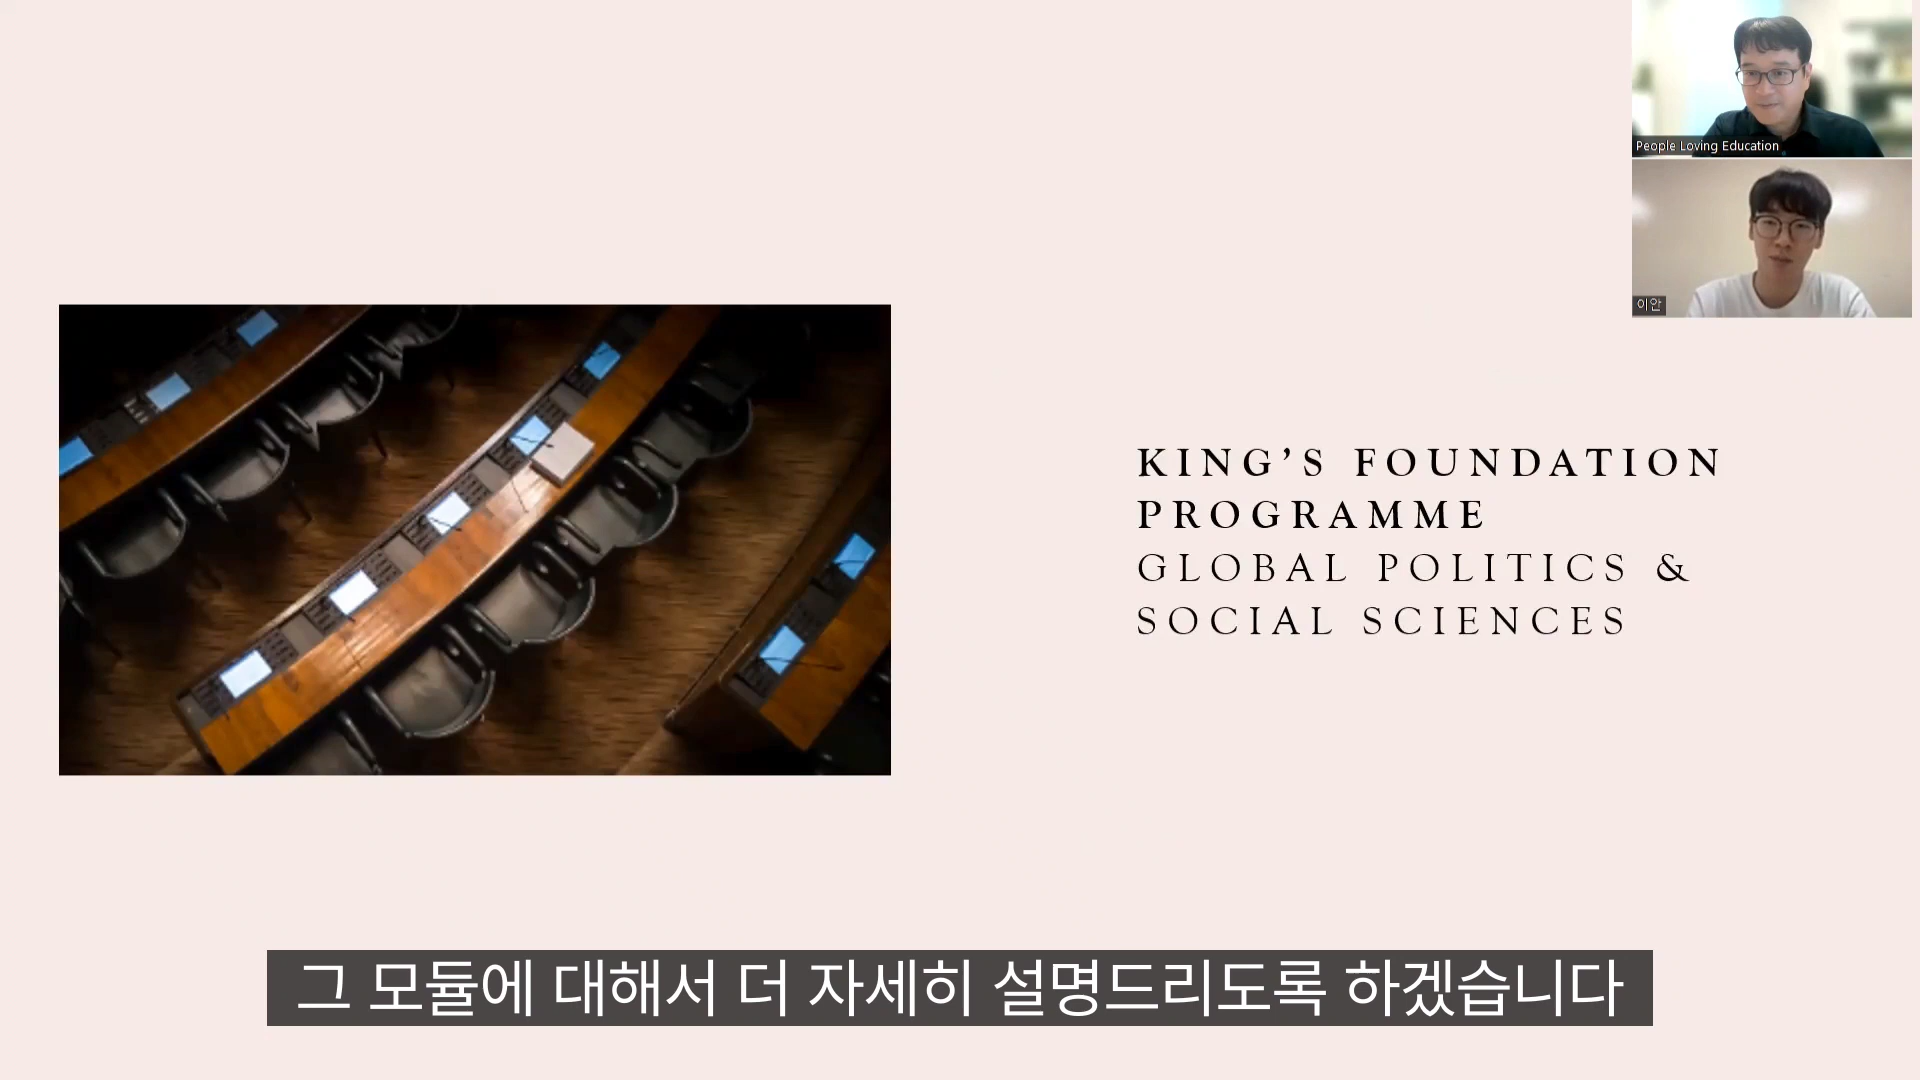 People Loving Education
이안
KING’S FOUNDATION
PROGRAMME
GLOBAL POLITICS &
SOCIAL SCIENCES
그 모듈에 대해서 더 자세히 설명드리도록 하겠습니다